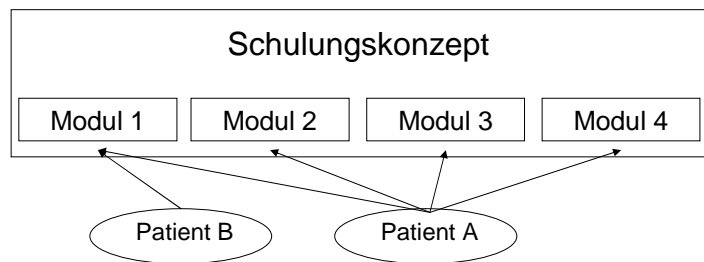 Schulungskonzept
Modul 1 Modul 2 Modul 3 Modul 4
Patient B Patient A